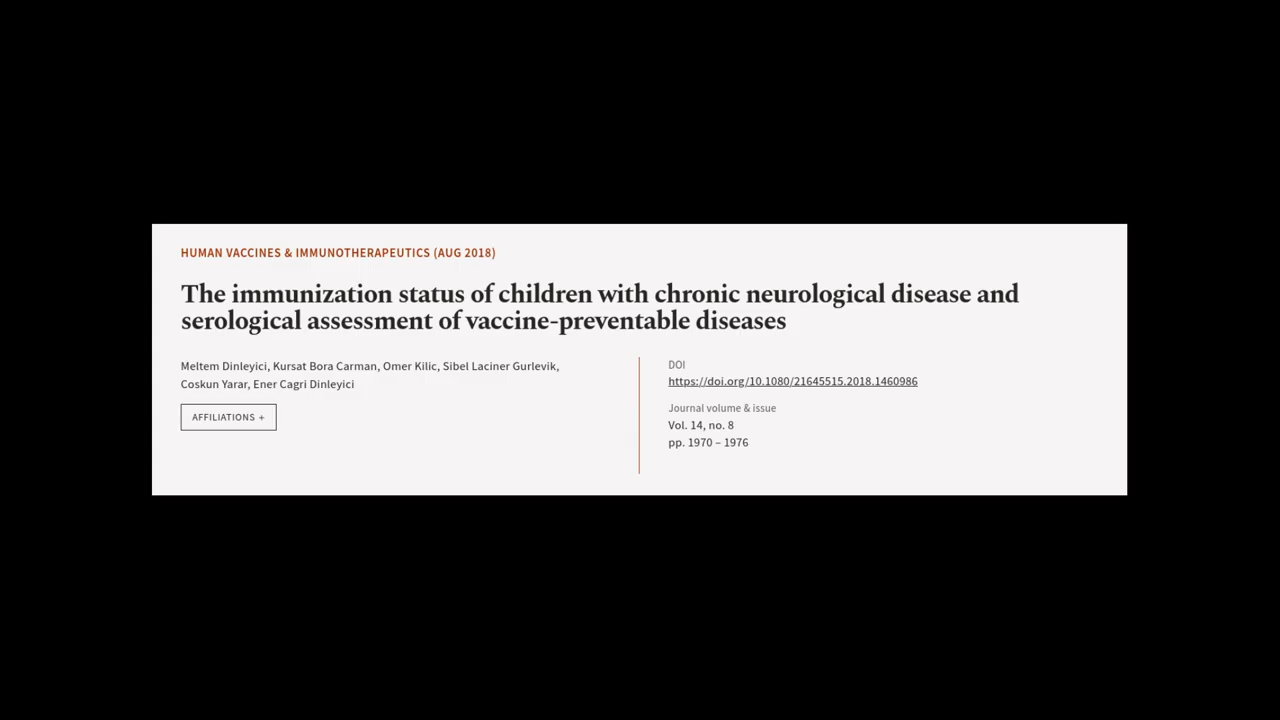 HUMAN VACCINES & IMMUNOTHERAPEUTICS (AUG 2018)
The immunization status of children with chronic neurological disease and
serological assessment of vaccine-preventable diseases
Meltem Dinleyici, Kursat Bora Carman, Omer Kilic, Sibel Laciner Gurlevik,
Coskun Yarar, Ener Cagri Dinleyici
AFFILIATIONS +
DOI
https://doi.org/10.1080/21645515.2018.1460986
Journal volume & issue
Vol. 14, no. 8
pp. 1970 – 1976